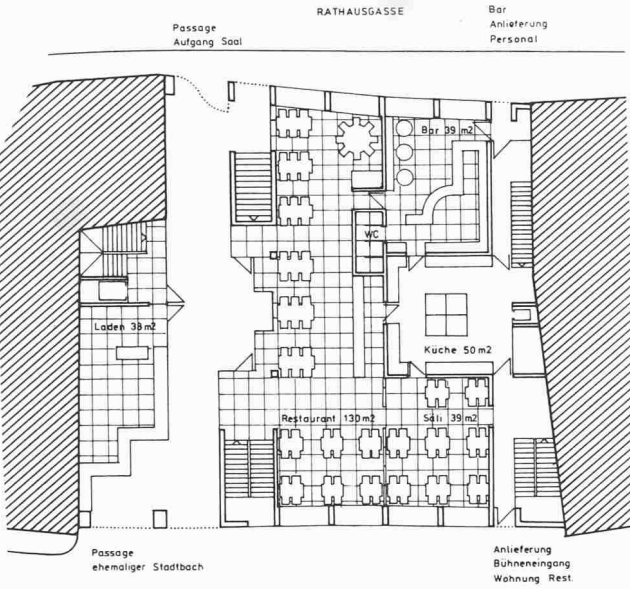 RATHAUSGASSE
Passage
Aufgang Saal
Bar
Anlieferung
Personal
Bar 39 m2
WC
Laden 38 m2
Küche 50 m2
Restaurant 130 m2
Säli 39 m2
Passage
ehemaliger Stadtbach
Anlieferung
Bühneneingang
Wohnung Rest.